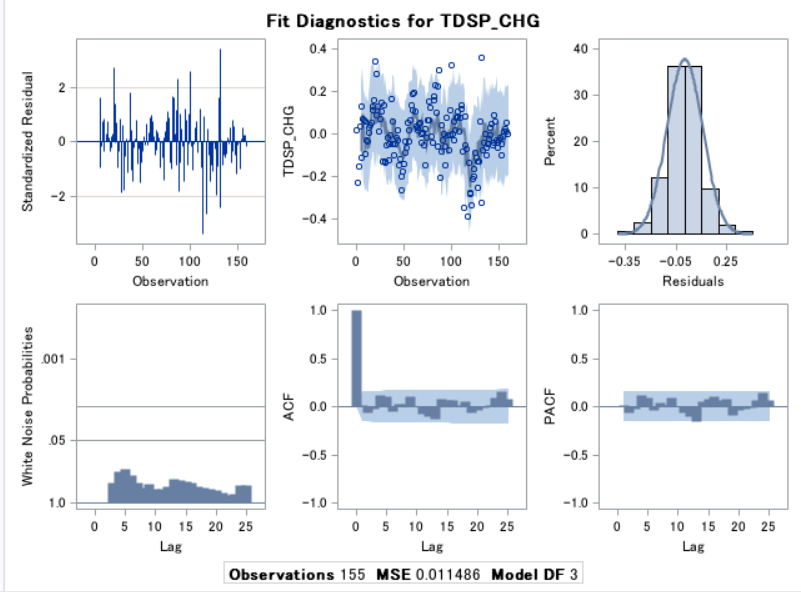 Fit Diagnostics for TDSP_CHG
Standardized Residual
2
0
−2
0 50 100 150
Observation
TDSP_CHG
0.4
0.2
0.0
−0.2
−0.4
0 50 100 150
Observation
Percent
40
30
20
10
0
−0.35 −0.05 0.25
Residuals
White Noise Probabilities
.001
.05
1.0
0 5 10 15 20 25
Lag
ACF
1.0
0.5
0.0
−0.5
−1.0
0 5 10 15 20 25
Lag
PACF
1.0
0.5
0.0
−0.5
−1.0
0 5 10 15 20 25
Lag
Observations 155 MSE 0.011486 Model DF 3